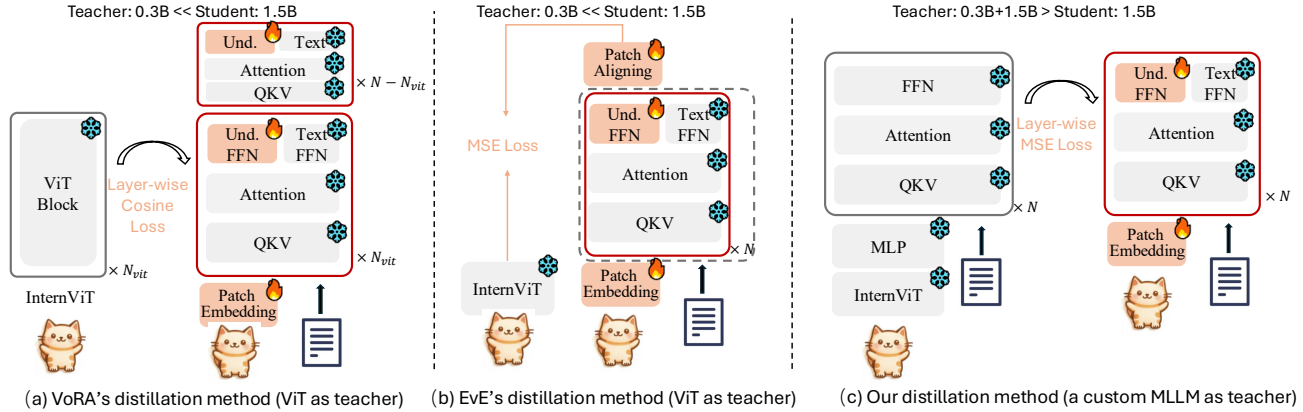 Teacher: 0.3B << Student: 1.5B
Und.
Text
Attention
QKV
× N − N_vit
ViT
Block
× N_vit
InternViT
Layer-wise
Cosine
Loss
Und.
FFN
Text
FFN
Attention
QKV
× N_vit
Patch
Embedding
(a) VoRA's distillation method (ViT as teacher)
Teacher: 0.3B << Student: 1.5B
Patch
Aligning
MSE Loss
Und.
FFN
Text
FFN
Attention
QKV
× N
InternViT
Patch
Embedding
(b) EvE's distillation method (ViT as teacher)
Teacher: 0.3B+1.5B > Student: 1.5B
FFN
Attention
QKV
× N
MLP
InternViT
Layer-wise
MSE Loss
Und.
FFN
Text
FFN
Attention
QKV
× N
Patch
Embedding
(c) Our distillation method (a custom MLLM as teacher)